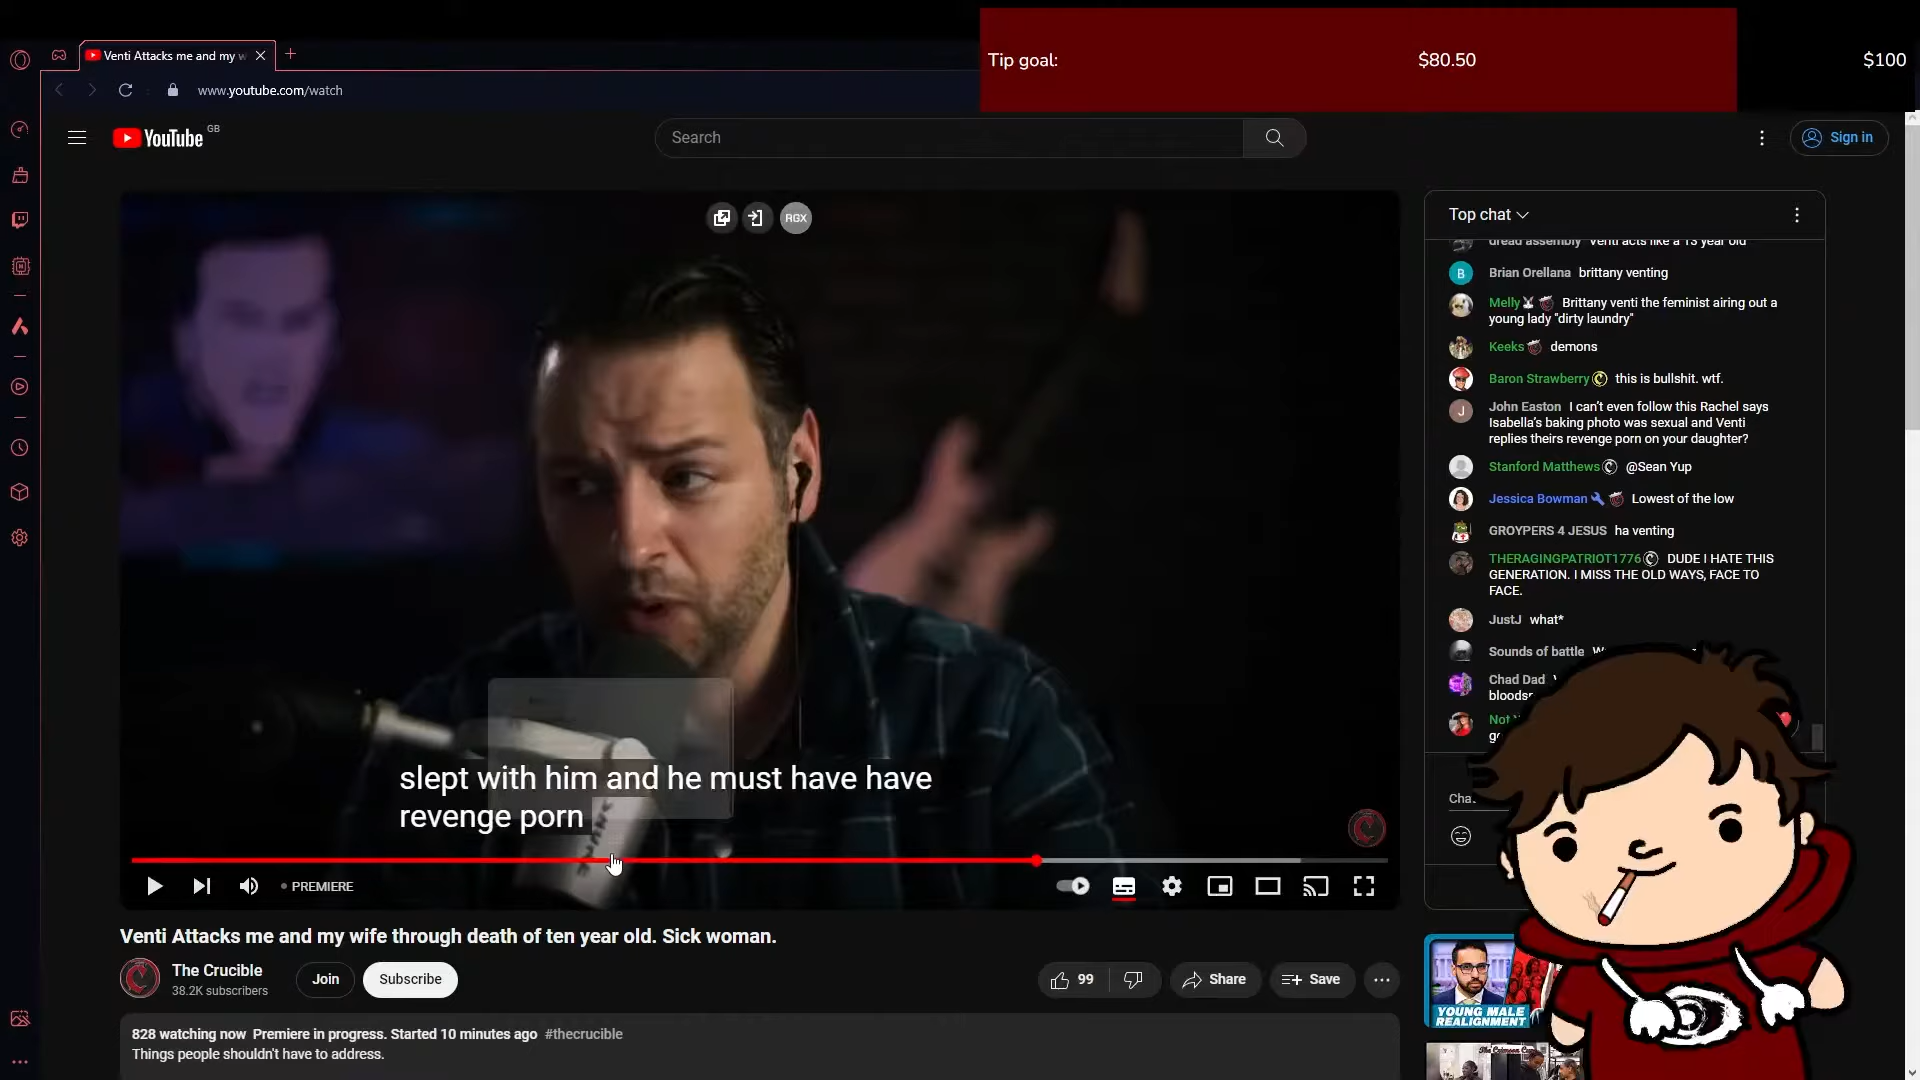 Venti Attacks me and my w
Tip goal:
$80.50
$100
www.youtube.com/watch
YouTube GB
Search
Sign in
RGX
Top chat
dread assembly Venti acts like a 13 year old
B
Brian Orellana brittany venting
Melly Brittany venti the feminist airing out a
young lady "dirty laundry"
Keeks demons
Baron Strawberry this is bullshit. wtf.
J
John Easton I can't even follow this Rachel says
Isabella's baking photo was sexual and Venti
replies theirs revenge porn on your daughter?
Stanford Matthews @Sean Yup
Jessica Bowman Lowest of the low
GROYPERS 4 JESUS ha venting
THERAGINGPATRIOT1776 DUDE I HATE THIS
GENERATION. I MISS THE OLD WAYS, FACE TO
FACE.
JustJ what*
Sounds of battle
Chad Dad
Not
slept with him and he must have have
revenge porn
PREMIERE
Venti Attacks me and my wife through death of ten year old. Sick woman.
The Crucible
38.2K subscribers
Join
Subscribe
99
Share
Save
828 watching now Premiere in progress. Started 10 minutes ago #thecrucible
Things people shouldn't have to address.
YOUNG MALE
REALIGNMENT